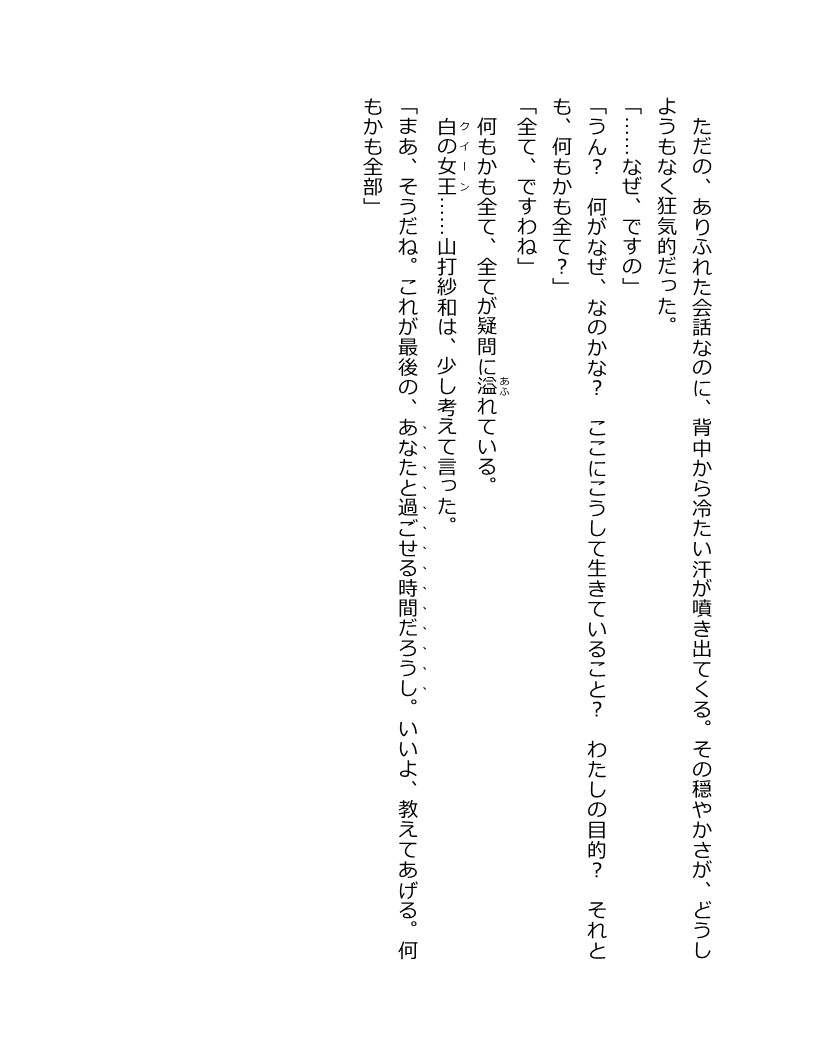 ただの、ありふれた会話なのに、背中から冷たい汗が噴き出てくる。その穏やかさが、どうし
ようもなく狂気的だった。
「……なぜ、ですの」
「うん？　何がなぜ、なのかな？　ここにこうして生きていること？　わたしの目的？　それと
も、何もかも全て？」
「全て、ですわね」
　何もかも全て、全てが疑問に溢れている。
あふ
　白の女王……山打紗和は、少し考えて言った。
クイーン
「まあ、そうだね。これが最後の、あなたと過ごせる時間だろうし。いいよ、教えてあげる。何
もかも全部」